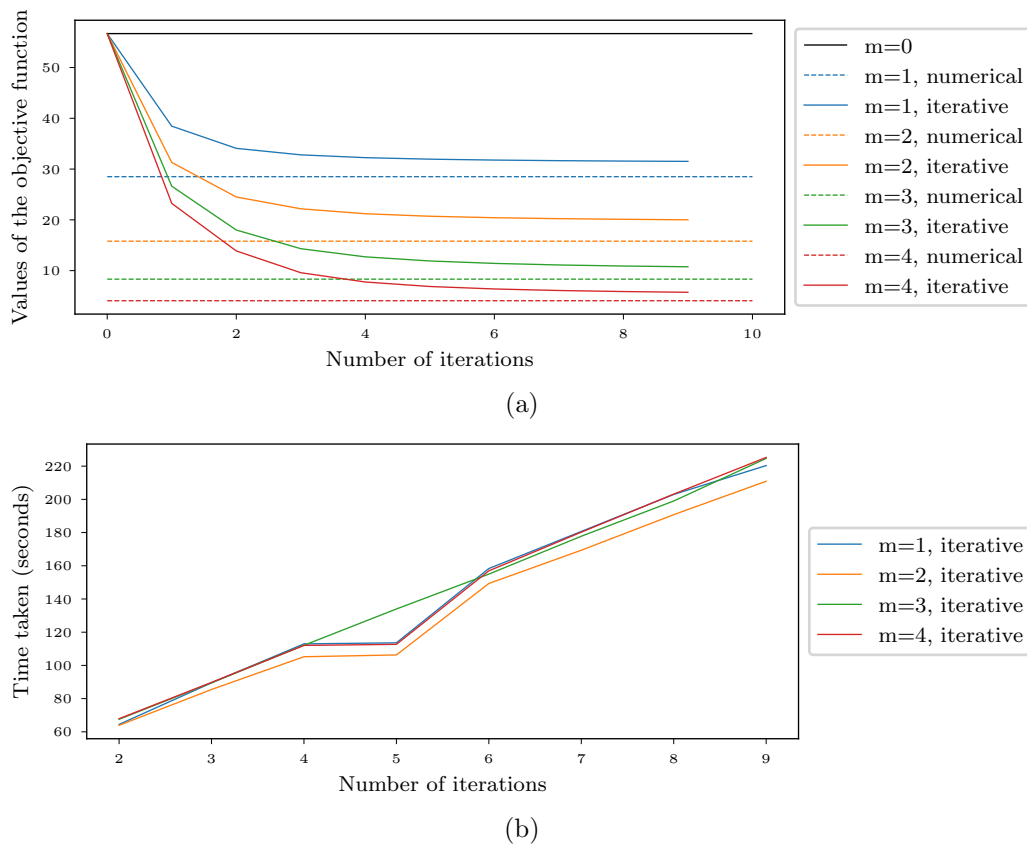 Values of the objective function
50
40
30
20
10
0
2
4
6
8
10
Number of iterations
m=0
m=1, numerical
m=1, iterative
m=2, numerical
m=2, iterative
m=3, numerical
m=3, iterative
m=4, numerical
m=4, iterative
(a)
Time taken (seconds)
220
200
180
160
140
120
100
80
60
2
3
4
5
6
7
8
9
Number of iterations
m=1, iterative
m=2, iterative
m=3, iterative
m=4, iterative
(b)